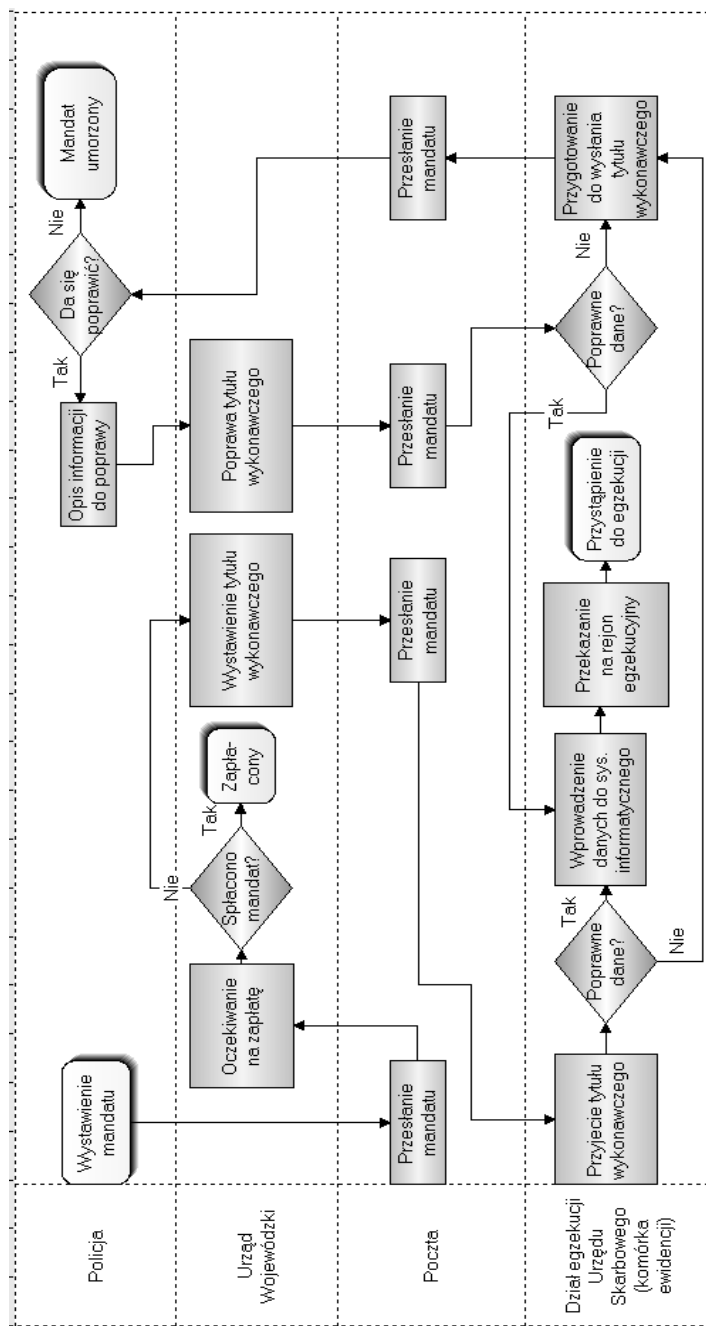 Policja
Wystawienie
mandatu
Opis informacji
do poprawy
Tak
Da się
poprawić?
Nie
Mandat
umorzony
Urząd
Wojewódzki
Oczekiwanie
na zapłatę
Nie
Spłacono
mandat?
Tak
Zapła-
cony
Wystawienie tytułu
wykonawczego
Poprawa tytułu
wykonawczego
Poczta
Przesłanie
mandatu
Przesłanie
mandatu
Przesłanie
mandatu
Przesłanie
mandatu
Dział egzekucji
Urzędu
Skarbowego
(komórka
ewidencji)
Przyjecie tytułu
wykonawczego
Poprawne
dane?
Tak
Nie
Wprowadzenie
danych do sys.
informatycznego
Przekazanie
na rejon
egzekucyjny
Przystąpienie
do egzekucji
Tak
Poprawne
dane?
Nie
Przygotowanie
do wysłania
tytułu
wykonawczego